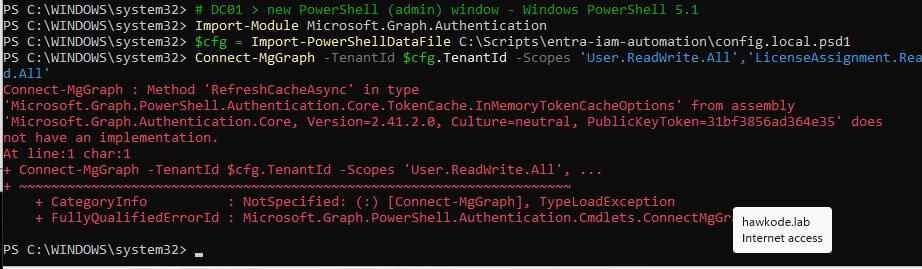 PS C:\WINDOWS\system32> # DC01 > new PowerShell (admin) window - Windows PowerShell 5.1
PS C:\WINDOWS\system32> Import-Module Microsoft.Graph.Authentication
PS C:\WINDOWS\system32> $cfg = Import-PowerShellDataFile C:\Scripts\entra-iam-automation\config.local.psd1
PS C:\WINDOWS\system32> Connect-MgGraph -TenantId $cfg.TenantId -Scopes 'User.ReadWrite.All','LicenseAssignment.Rea
d.All'
Connect-MgGraph : Method 'RefreshCacheAsync' in type
'Microsoft.Graph.PowerShell.Authentication.Core.TokenCache.InMemoryTokenCacheOptions' from assembly
'Microsoft.Graph.Authentication.Core, Version=2.41.2.0, Culture=neutral, PublicKeyToken=31bf3856ad364e35' does
not have an implementation.
At line:1 char:1
+ Connect-MgGraph -TenantId $cfg.TenantId -Scopes 'User.ReadWrite.All', ...
+ ~~~~~~~~~~~~~~~~~~~~~~~~~~~~~~~~~~~~~~~~~~~~~~~~~~~~~~~~~~~~~~~~~~~~~
+ CategoryInfo : NotSpecified: (:) [Connect-MgGraph], TypeLoadException
+ FullyQualifiedErrorId : Microsoft.Graph.PowerShell.Authentication.Cmdlets.ConnectMgGra
hawkode.lab
Internet access
PS C:\WINDOWS\system32>